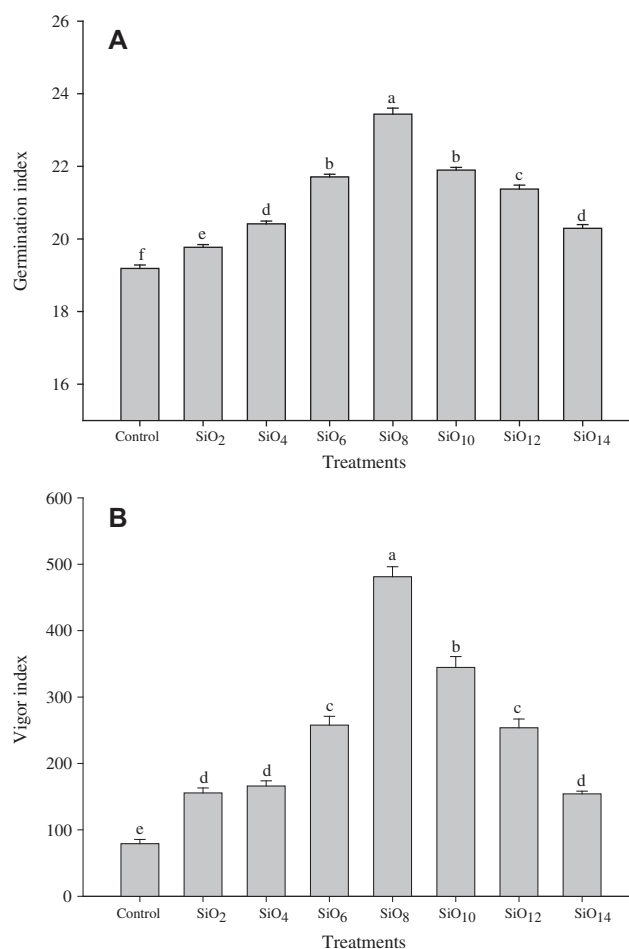 26
A
24
22
20
18
16
Germination index
f
e
d
b
a
b
c
d
Control SiO2 SiO4 SiO6 SiO8 SiO10 SiO12 SiO14
Treatments
600
B
500
400
300
200
100
0
Vigor index
e
d
d
c
a
b
c
d
Control SiO2 SiO4 SiO6 SiO8 SiO10 SiO12 SiO14
Treatments